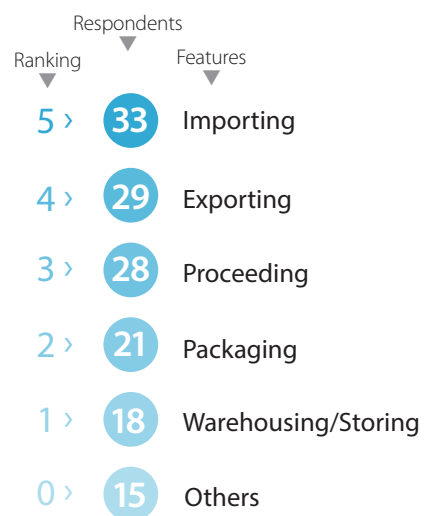 Respondents
Ranking
Features
5 › 33 Importing
4 › 29 Exporting
3 › 28 Proceeding
2 › 21 Packaging
1 › 18 Warehousing/Storing
0 › 15 Others